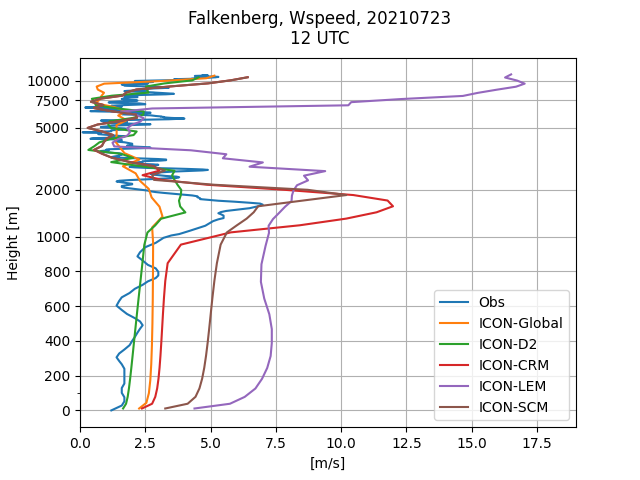 Falkenberg, Wspeed, 20210723
12 UTC
10000
7500
5000
2000
1000
800
600
400
200
0
Height [m]
0.0
2.5
5.0
7.5
10.0
12.5
15.0
17.5
[m/s]
Obs
ICON-Global
ICON-D2
ICON-CRM
ICON-LEM
ICON-SCM